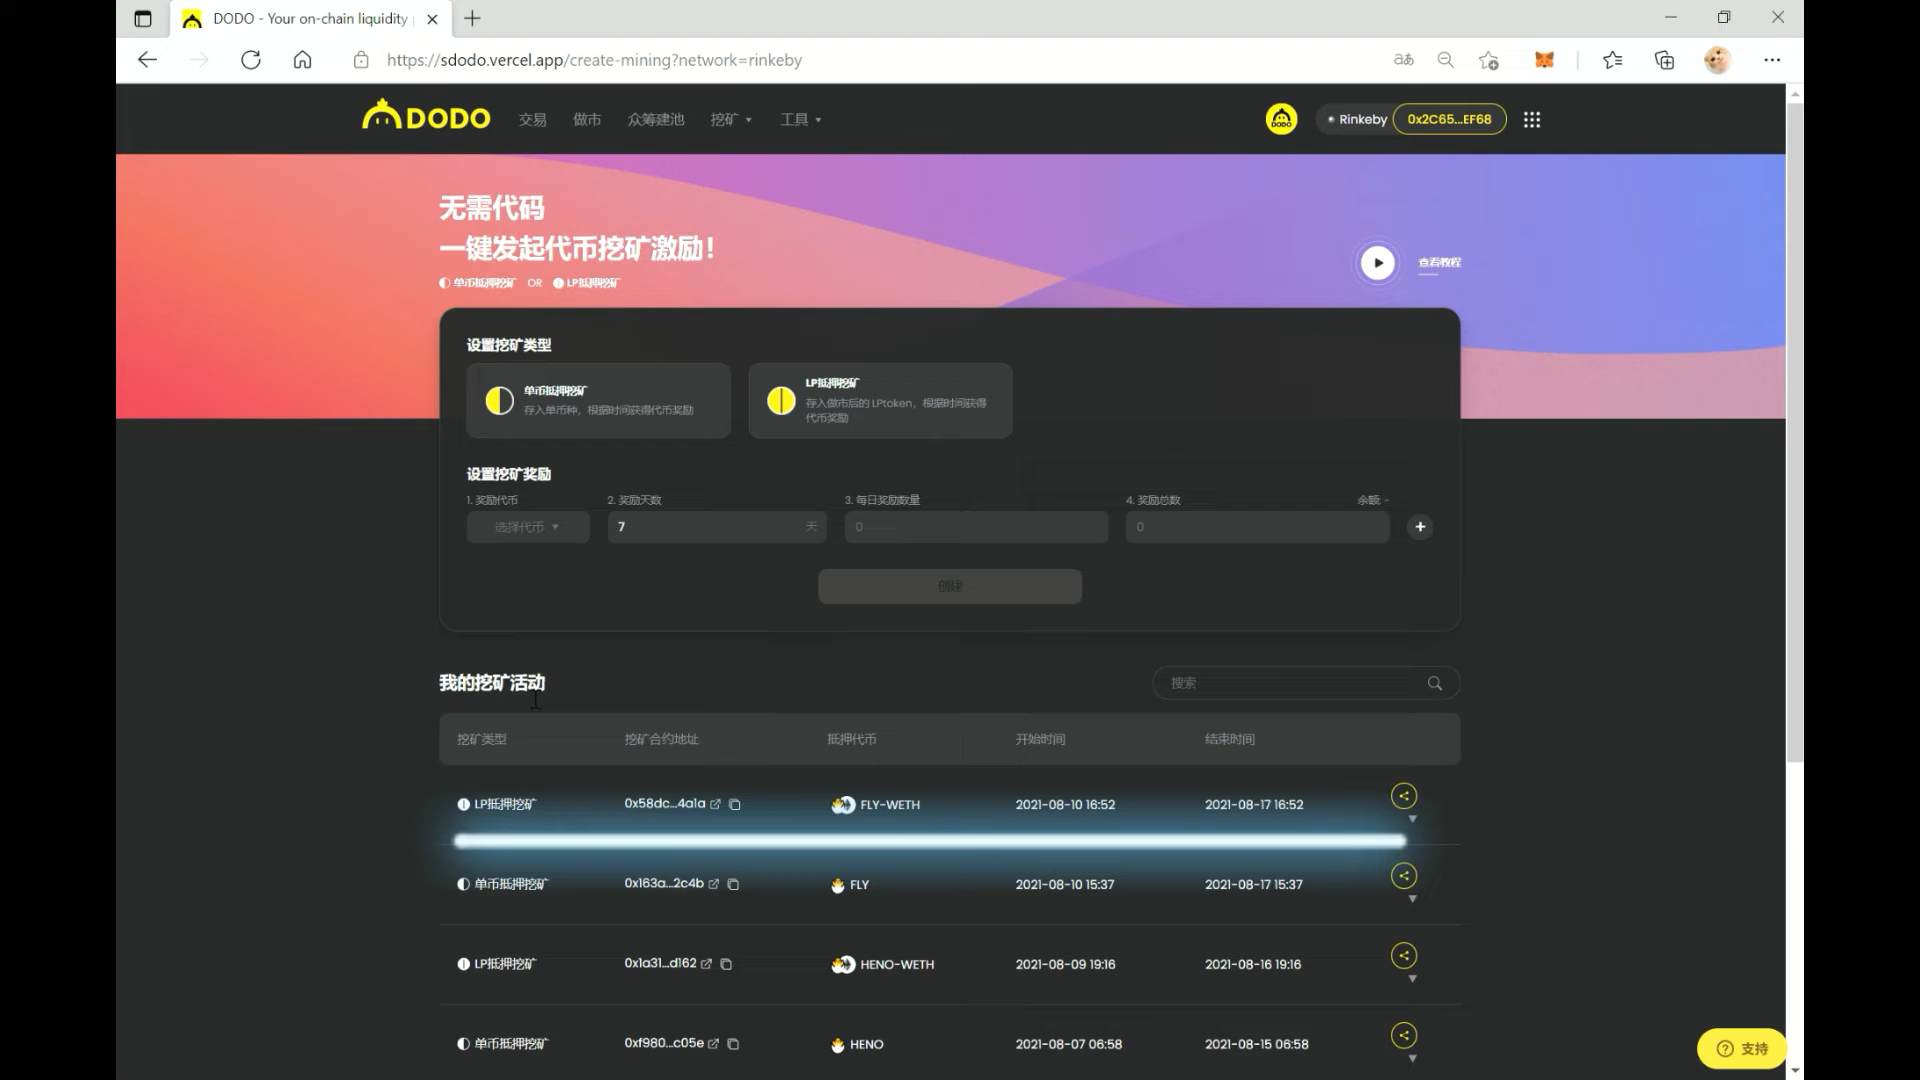 DODO - Your on-chain liquidity
https://sdodo.vercel.app/create-mining?network=rinkeby
DODO 交易 做市 众筹建池 挖矿 工具 DODO Rinkeby 0x2C65...EF68
无需代码
一键发起代币挖矿激励！
单币抵押挖矿 OR LP抵押挖矿
查看教程
设置挖矿类型
单币抵押挖矿
存入单币种，根据时间获得代币奖励
LP抵押挖矿
存入做市后的 LPtoken，根据时间获得
代币奖励
设置挖矿奖励
1. 奖励代币 2. 奖励天数 3. 每日奖励数量 4. 奖励总数 余额: -
选择代币 7 天 0 0
创建
我的挖矿活动 搜索
挖矿类型 挖矿合约地址 抵押代币 开始时间 结束时间
LP抵押挖矿 0x58dc...4a1a FLY-WETH 2021-08-10 16:52 2021-08-17 16:52
单币抵押挖矿 0x163a...2c4b FLY 2021-08-10 15:37 2021-08-17 15:37
LP抵押挖矿 0x1a31...d162 HENO-WETH 2021-08-09 19:16 2021-08-16 19:16
单币抵押挖矿 0xf980...c05e HENO 2021-08-07 06:58 2021-08-15 06:58
支持